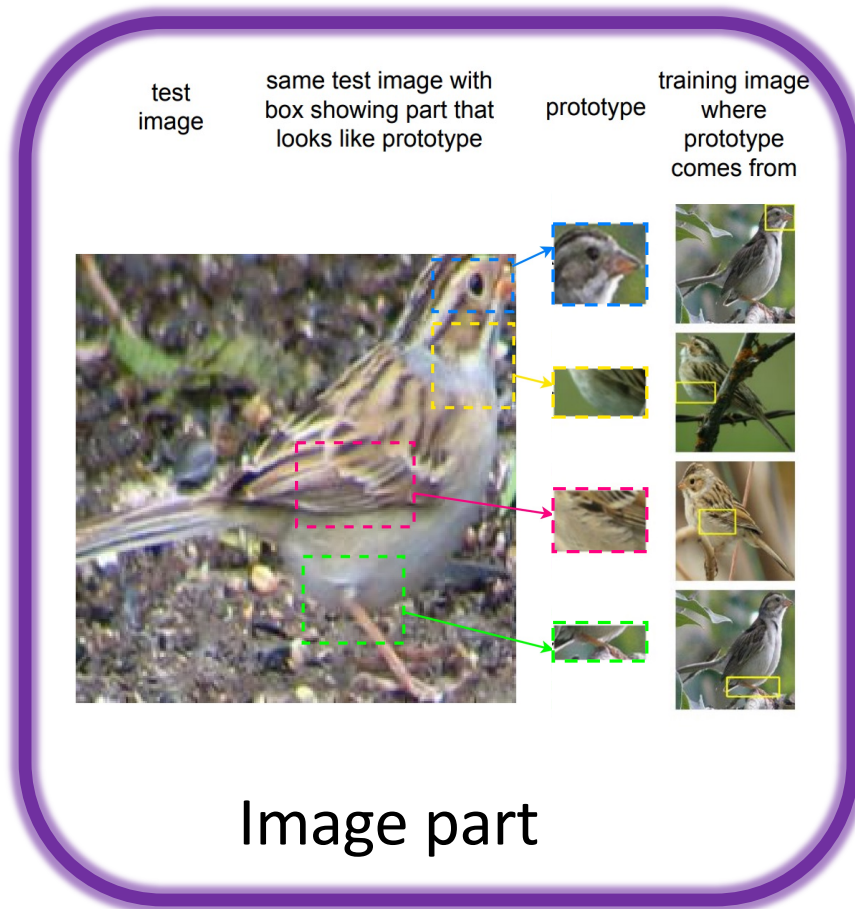 test
image
same test image with
box showing part that
looks like prototype
prototype
training image
where
prototype
comes from
Image part